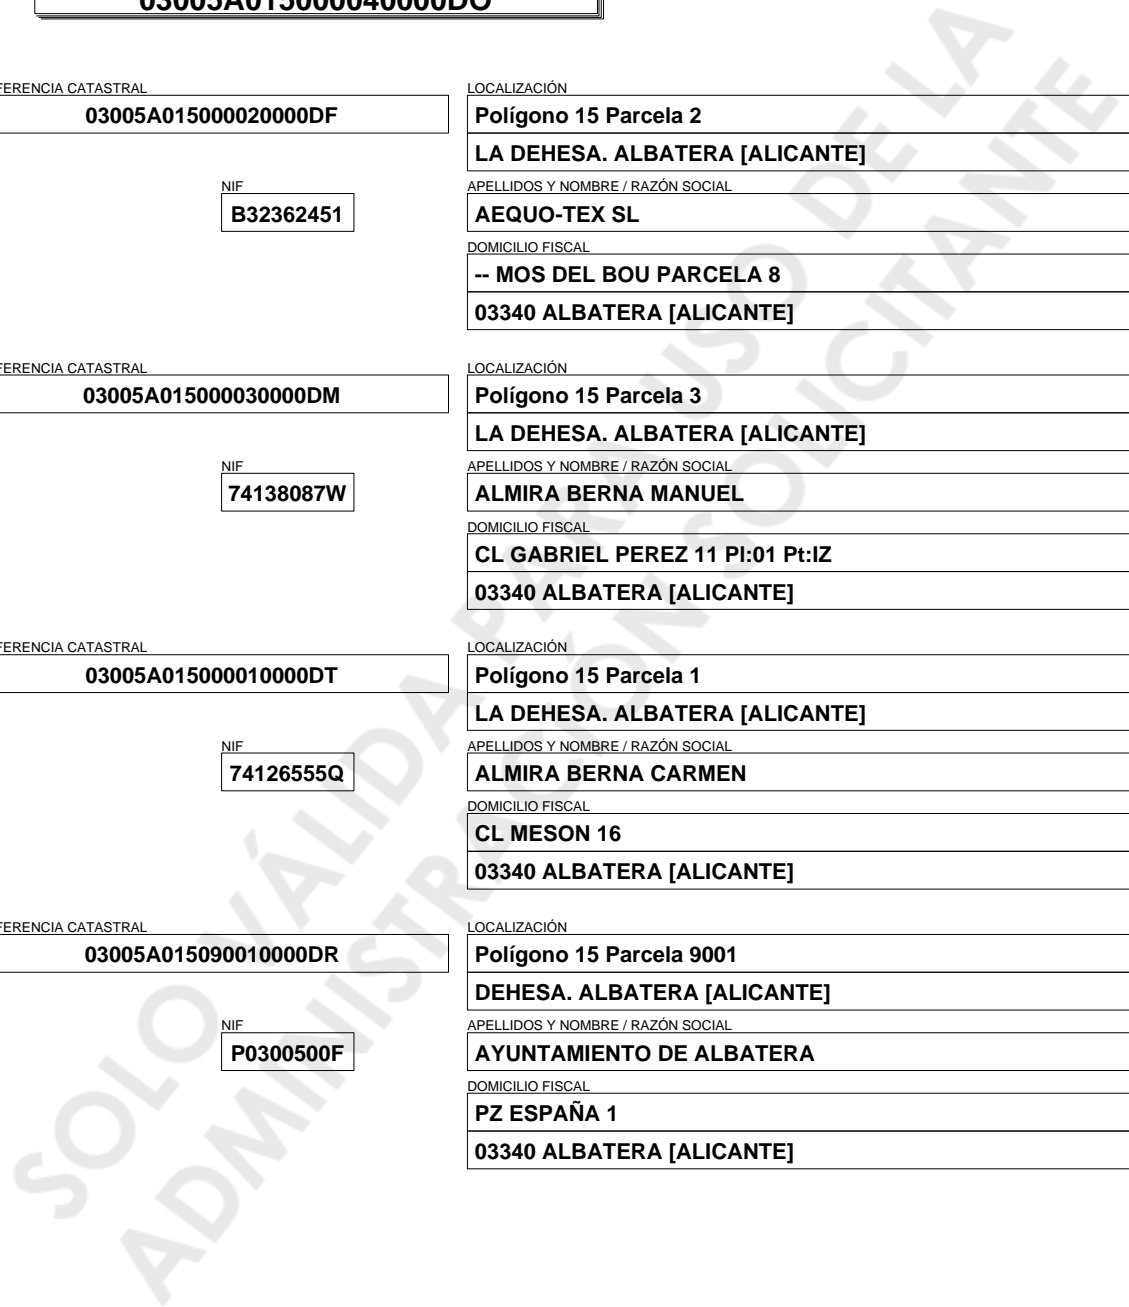 03005A015000040000DO
FERENCIA CATASTRAL LOCALIZACIÓN
03005A015000020000DF Polígono 15 Parcela 2
LA DEHESA. ALBATERA [ALICANTE]
NIF APELLIDOS Y NOMBRE / RAZÓN SOCIAL
B32362451 AEQUO-TEX SL
DOMICILIO FISCAL
-- MOS DEL BOU PARCELA 8
03340 ALBATERA [ALICANTE]
FERENCIA CATASTRAL LOCALIZACIÓN
03005A015000030000DM Polígono 15 Parcela 3
LA DEHESA. ALBATERA [ALICANTE]
NIF APELLIDOS Y NOMBRE / RAZÓN SOCIAL
74138087W ALMIRA BERNA MANUEL
DOMICILIO FISCAL
CL GABRIEL PEREZ 11 Pl:01 Pt:IZ
03340 ALBATERA [ALICANTE]
FERENCIA CATASTRAL LOCALIZACIÓN
03005A015000010000DT Polígono 15 Parcela 1
LA DEHESA. ALBATERA [ALICANTE]
NIF APELLIDOS Y NOMBRE / RAZÓN SOCIAL
74126555Q ALMIRA BERNA CARMEN
DOMICILIO FISCAL
CL MESON 16
03340 ALBATERA [ALICANTE]
FERENCIA CATASTRAL LOCALIZACIÓN
03005A015090010000DR Polígono 15 Parcela 9001
DEHESA. ALBATERA [ALICANTE]
NIF APELLIDOS Y NOMBRE / RAZÓN SOCIAL
P0300500F AYUNTAMIENTO DE ALBATERA
DOMICILIO FISCAL
PZ ESPAÑA 1
03340 ALBATERA [ALICANTE]
SOLO VÁLIDA PARA USO DE LA
ADMINISTRACIÓN SOLICITANTE